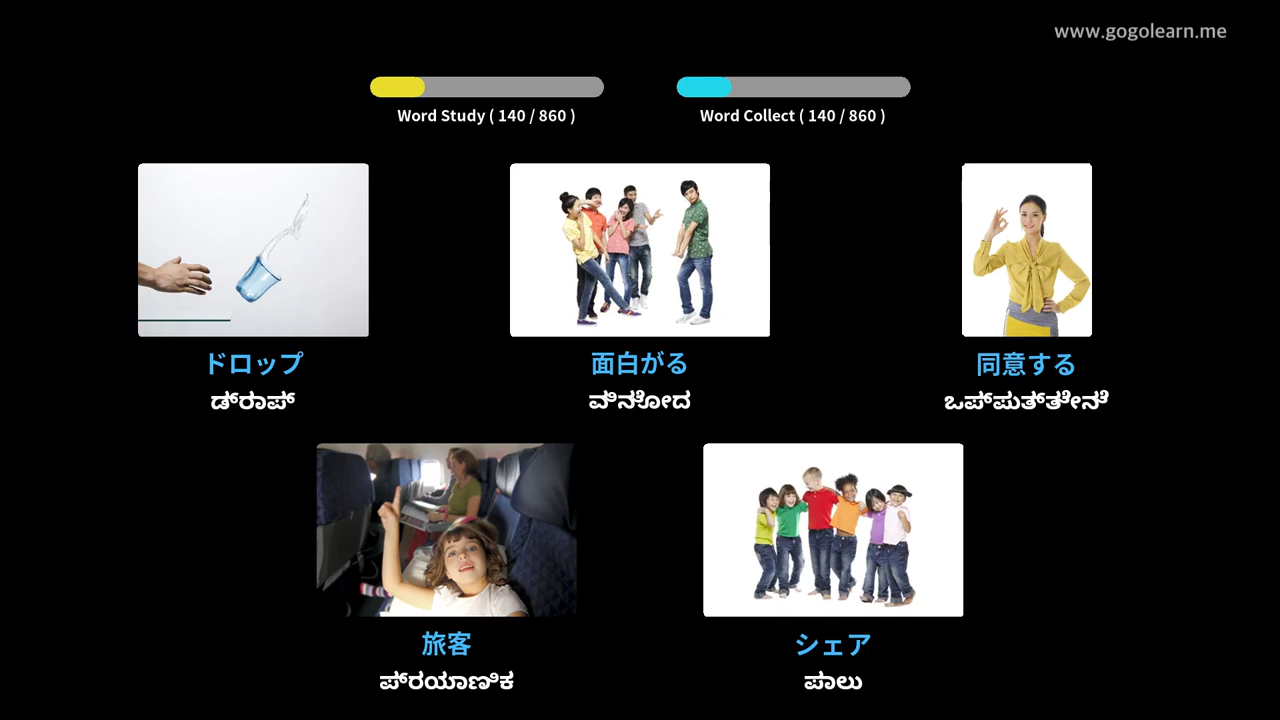 www.gogolearn.me
Word Study ( 140 / 860 )
Word Collect ( 140 / 860 )
ドロップ
ಡ್ರಾಪ್
面白がる
ವಿನೋದ
同意する
ಒಪ್ಪುತ್ತೇನೆ
旅客
ಪ್ರಯಾಣಿಕ
シェア
ಪಾಲು